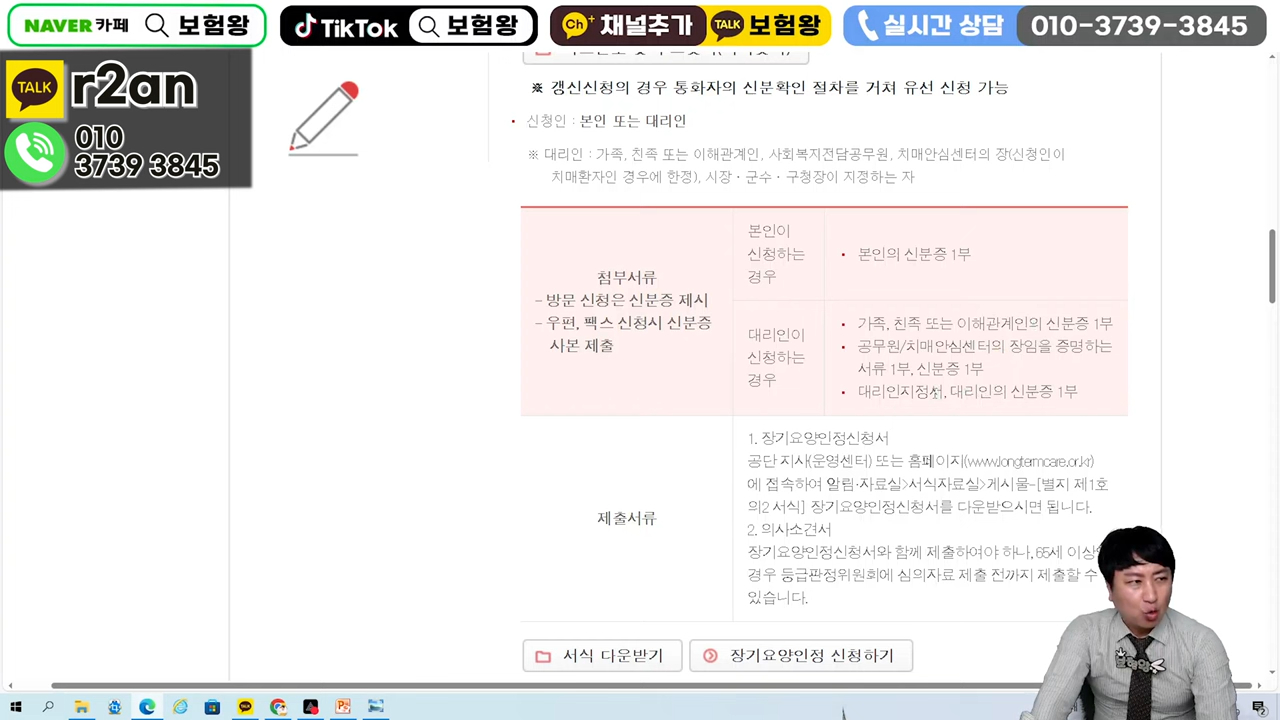 NAVER 카페 보험왕
TikTok 보험왕
Ch+ 채널추가 TALK 보험왕
실시간 상담 010-3739-3845
TALK r2an
010
3739 3845
※ 갱신신청의 경우 통화자의 신분확인 절차를 거쳐 유선 신청 가능
• 신청인 : 본인 또는 대리인
※ 대리인 : 가족, 친족 또는 이해관계인, 사회복지전담공무원, 치매안심센터의 장(신청인이
치매환자인 경우에 한정), 시장 · 군수 · 구청장이 지정하는 자
첨부서류
- 방문 신청은 신분증 제시
- 우편, 팩스 신청시 신분증
사본 제출
본인이
신청하는
경우
• 본인의 신분증 1부
대리인이
신청하는
경우
• 가족, 친족 또는 이해관계인의 신분증 1부
• 공무원/치매안심센터의 장임을 증명하는
서류 1부, 신분증 1부
• 대리인지정서, 대리인의 신분증 1부
제출서류
1. 장기요양인정신청서
공단 지사(운영센터) 또는 홈페이지(www.longtermcare.or.kr)
에 접속하여 알림·자료실>서식자료실>게시물-[별지 제1호
의2 서식] 장기요양인정신청서를 다운받으시면 됩니다.
2. 의사소견서
장기요양인정신청서와 함께 제출하여야 하나, 65세 이상
경우 등급판정위원회에 심의자료 제출 전까지 제출할 수
있습니다.
서식 다운받기
장기요양인정 신청하기
보험왕